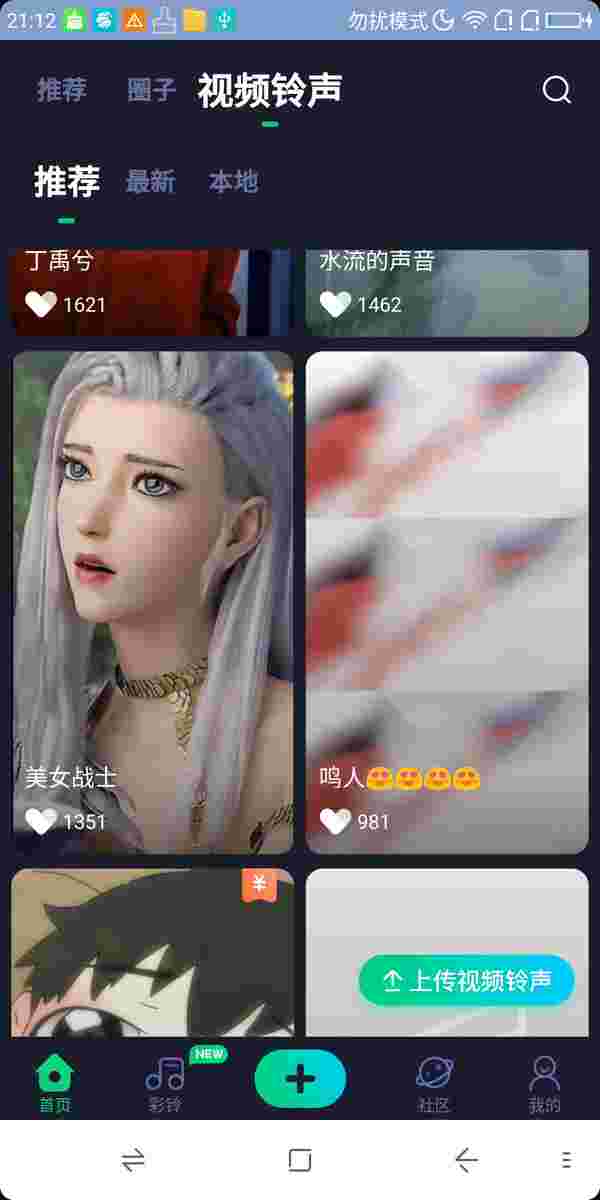 21:12 勿扰模式
推荐 圈子 视频铃声
推荐 最新 本地
丁禹兮 水流的声音
1621 1462
美女战士 鸣人😍😍😍😍
1351 981
¥
上传视频铃声
NEW
首页 彩铃 社区 我的